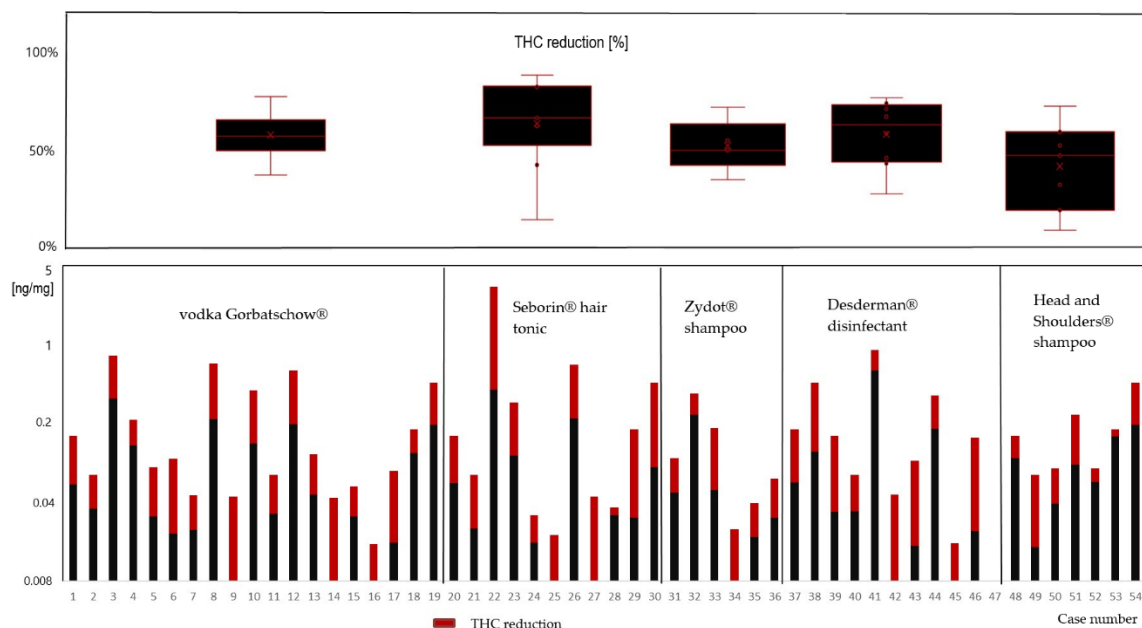 THC reduction [%]
100%
50%
0%
5
[ng/mg]
1
0.2
0.04
0.008
vodka Gorbatschow®
Seborin® hair
tonic
Zydot®
shampoo
Desderman®
disinfectant
Head and
Shoulders®
shampoo
1 2 3 4 5 6 7 8 9 10 11 12 13 14 15 16 17 18 19 20 21 22 23 24 25 26 27 28 29 30 31 32 33 34 35 36 37 38 39 40 41 42 43 44 45 46 47 48 49 50 51 52 53 54
THC reduction
Case number